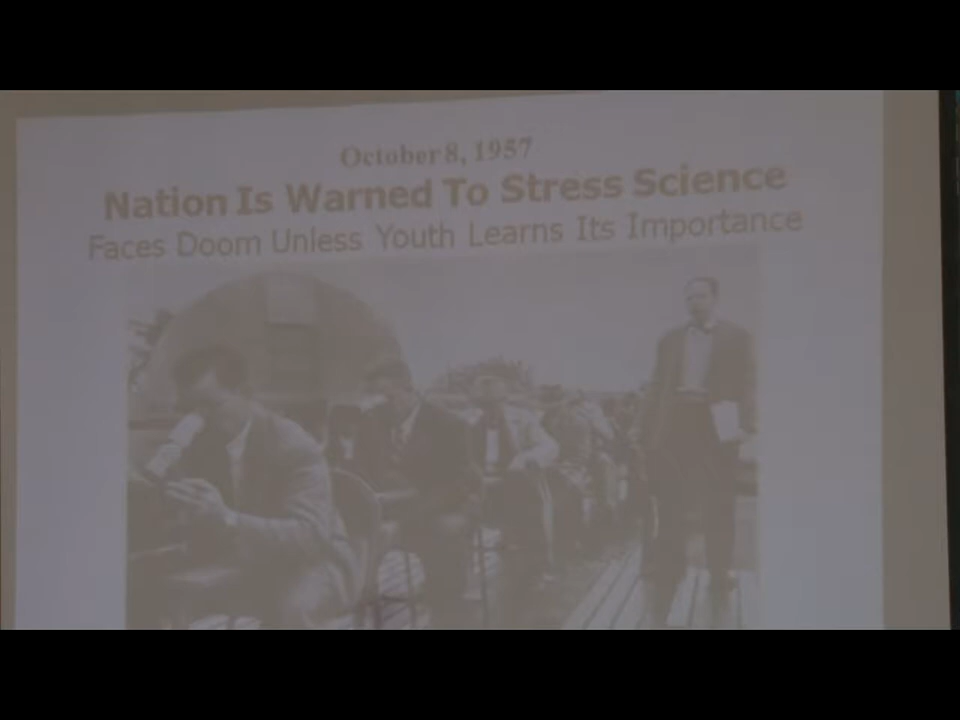 October 8, 1957
Nation Is Warned To Stress Science
Faces Doom Unless Youth Learns Its Importance